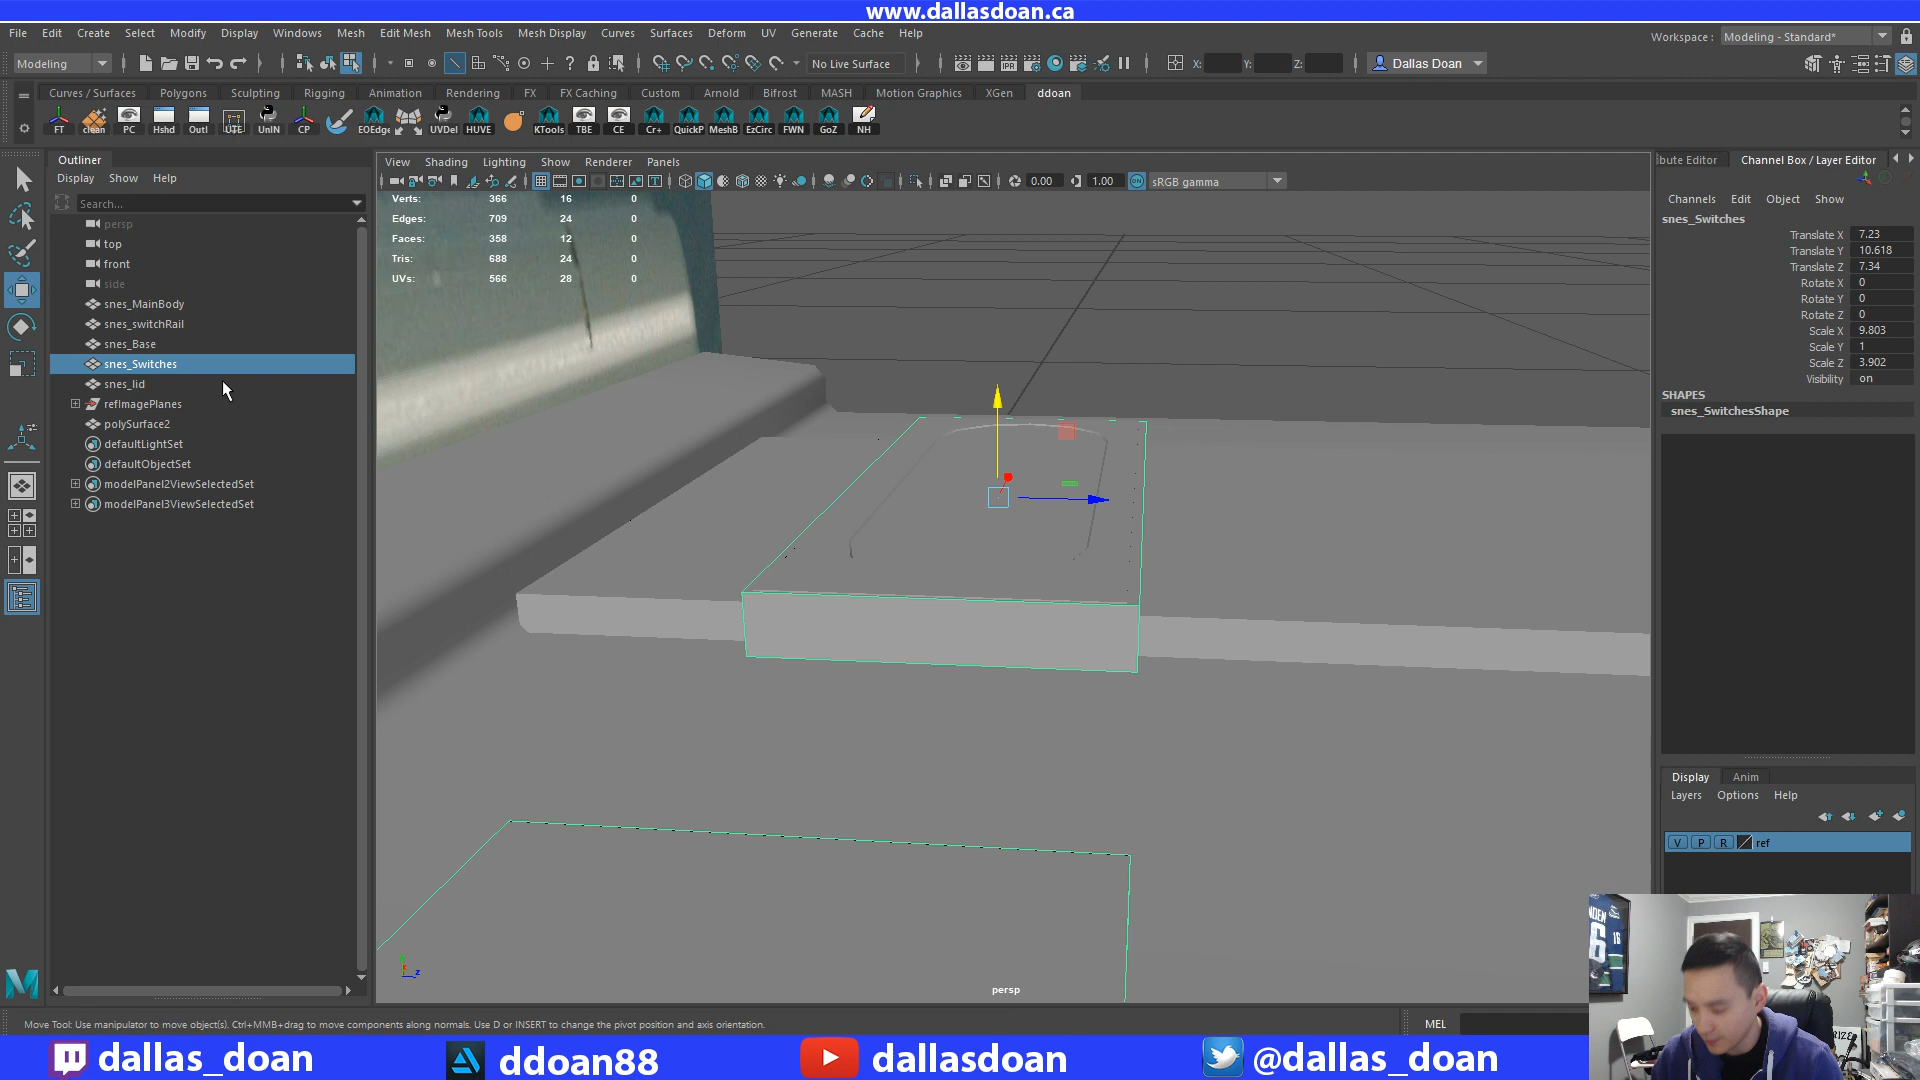 www.dallasdoan.ca
File Edit Create Select Modify Display Windows Mesh Edit Mesh Mesh Tools Mesh Display Curves Surfaces Deform UV Generate Cache Help
Workspace : Modeling - Standard*
Modeling
No Live Surface
X: Y: Z:
Dallas Doan
Curves / Surfaces Polygons Sculpting Rigging Animation Rendering FX FX Caching Custom Arnold Bifrost MASH Motion Graphics XGen ddoan
FT clean PC Hshd Outl UTE UnIN CP EOEdge UVDel HUVE KTools TBE CE Cr+ QuickP MeshB EzCirc FWN GoZ NH
Outliner
Display Show Help
Search...
persp
top
front
side
snes_MainBody
snes_switchRail
snes_Base
snes_Switches
snes_lid
refImagePlanes
polySurface2
defaultLightSet
defaultObjectSet
modelPanel2ViewSelectedSet
modelPanel3ViewSelectedSet
View Shading Lighting Show Renderer Panels
0.00 1.00 sRGB gamma
Verts: 366 16 0
Edges: 709 24 0
Faces: 358 12 0
Tris: 688 24 0
UVs: 566 28 0
z
persp
bute Editor Channel Box / Layer Editor
Channels Edit Object Show
snes_Switches
Translate X 7.23
Translate Y 10.618
Translate Z 7.34
Rotate X 0
Rotate Y 0
Rotate Z 0
Scale X 9.803
Scale Y 1
Scale Z 3.902
Visibility on
SHAPES
snes_SwitchesShape
Display Anim
Layers Options Help
V P R ref
Move Tool: Use manipulator to move object(s). Ctrl+MMB+drag to move components along normals. Use D or INSERT to change the pivot position and axis orientation.
MEL
dallas_doan
ddoan88
dallasdoan
@dallas_doan